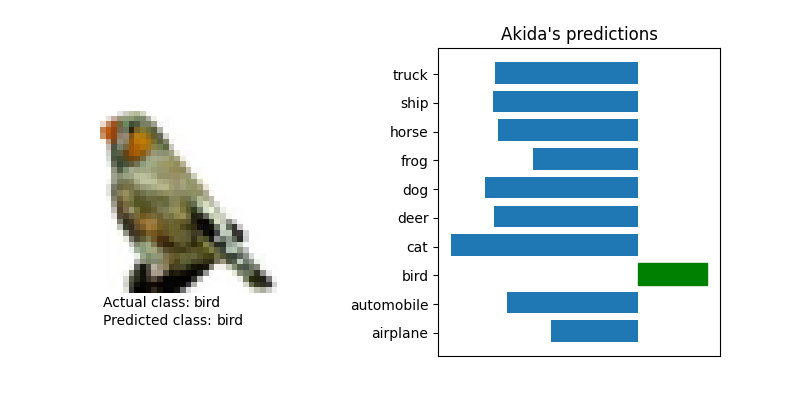 Akida's predictions
truck
ship
horse
frog
dog
deer
cat
bird
automobile
airplane
Actual class: bird
Predicted class: bird